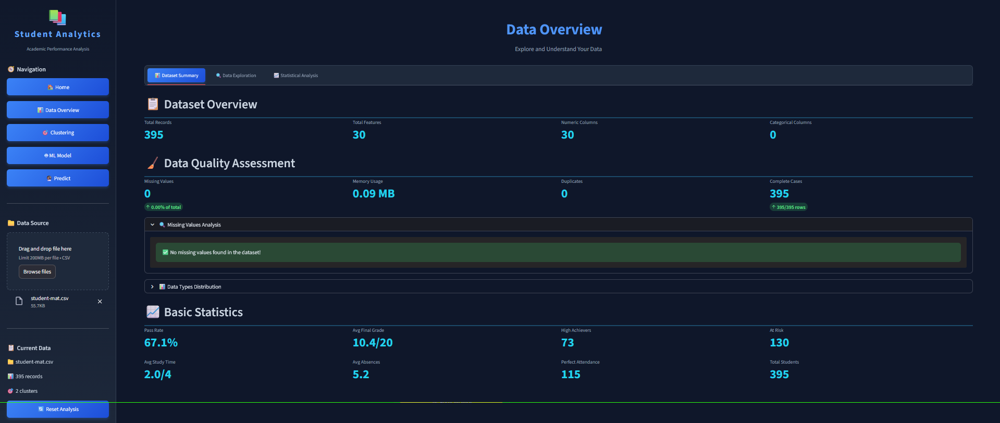 Student Analytics
Academic Performance Analysis
Navigation
Home
Data Overview
Clustering
ML Model
Predict
Data Source
Drag and drop file here
Limit 200MB per file • CSV
Browse files
student-mat.csv
55.7KB
Current Data
student-mat.csv
395 records
2 clusters
Reset Analysis
Data Overview
Explore and Understand Your Data
Dataset Summary Data Exploration Statistical Analysis
Dataset Overview
Total Records Total Features Numeric Columns Categorical Columns
395 30 30 0
Data Quality Assessment
Missing Values Memory Usage Duplicates Complete Cases
0 0.09 MB 0 395
↑ 0.00% of total ↑ 395/395 rows
Missing Values Analysis
No missing values found in the dataset!
Data Types Distribution
Basic Statistics
Pass Rate Avg Final Grade High Achievers At Risk
67.1% 10.4/20 73 130
Avg Study Time Avg Absences Perfect Attendance Total Students
2.0/4 5.2 115 395